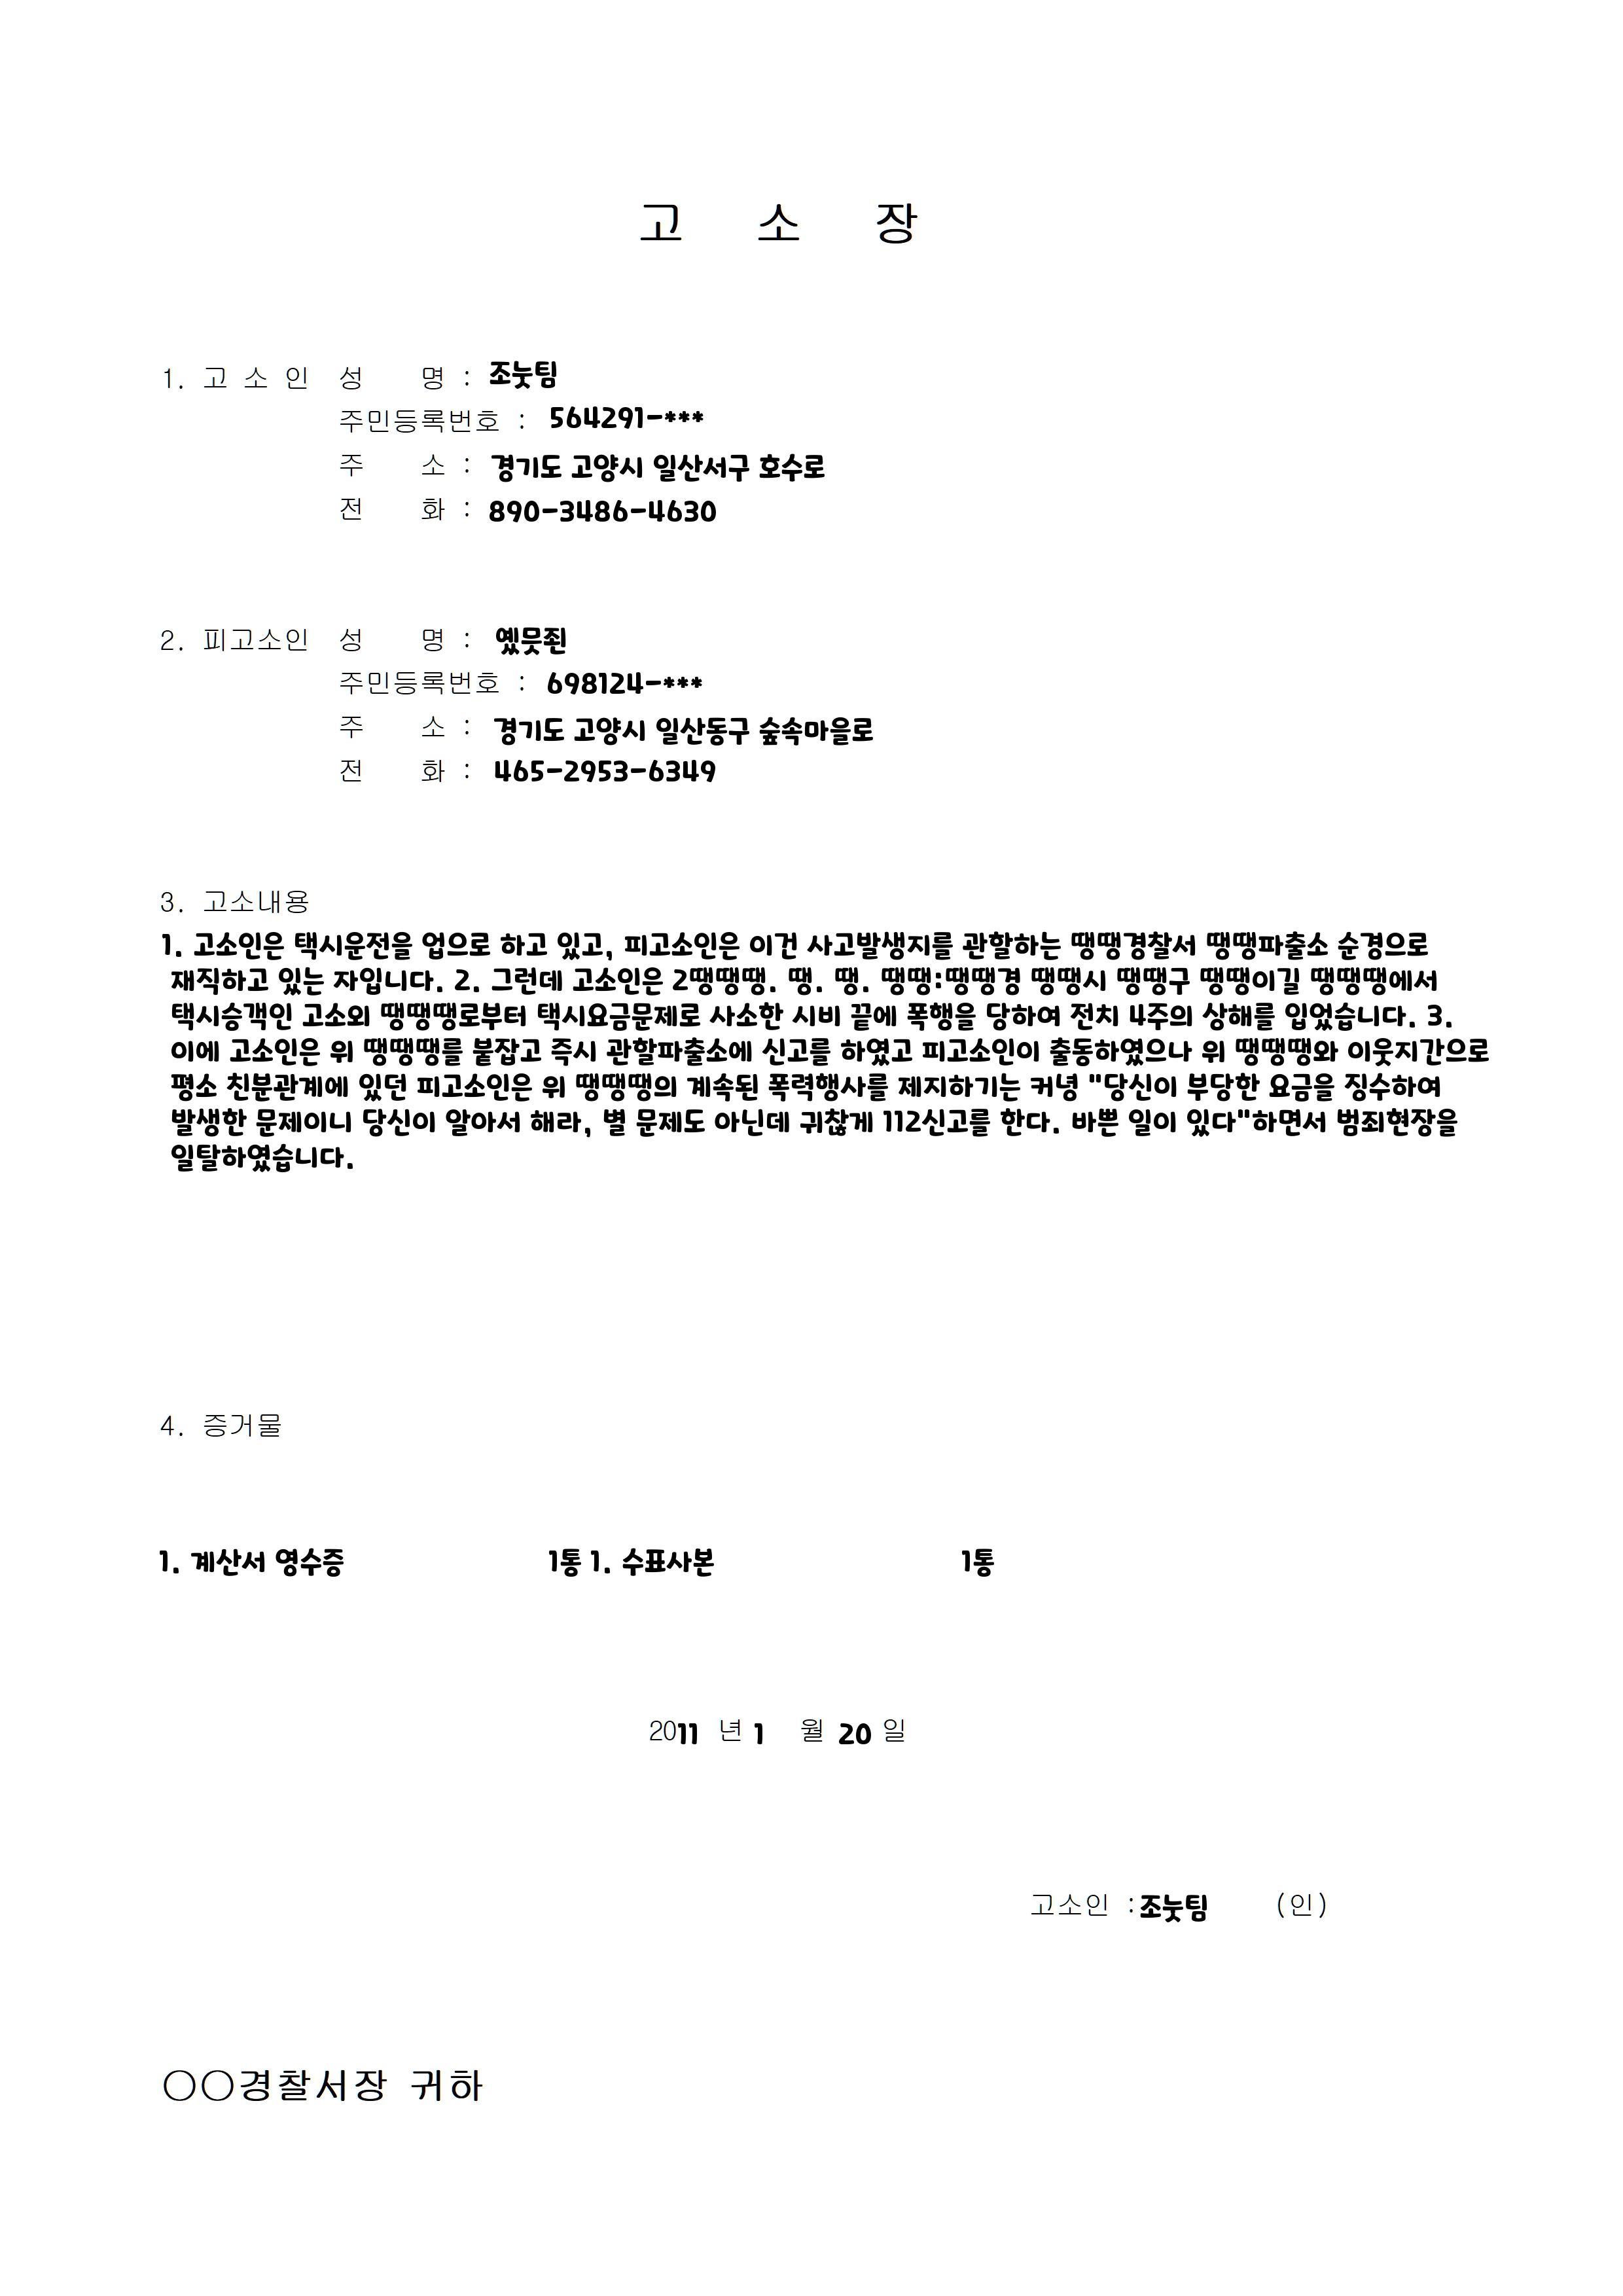 고 소 장
1. 고 소 인 성 명 : 조눗팀
주민등록번호 : 564291-***
주 소 : 경기도 고양시 일산서구 호수로
전 화 : 890-3486-4630
2. 피고소인 성 명 : 옜믓죈
주민등록번호 : 698124-***
주 소 : 경기도 고양시 일산동구 숲속마을로
전 화 : 465-2953-6349
3. 고소내용
1. 고소인은 택시운전을 업으로 하고 있고, 피고소인은 이건 사고발생지를 관할하는 땡땡경찰서 땡땡파출소 순경으로
재직하고 있는 자입니다. 2. 그런데 고소인은 2땡땡땡. 땡. 땡. 땡땡:땡땡경 땡땡시 땡땡구 땡땡이길 땡땡땡에서
택시승객인 고소외 땡땡땡로부터 택시요금문제로 사소한 시비 끝에 폭행을 당하여 전치 4주의 상해를 입었습니다. 3.
이에 고소인은 위 땡땡땡를 붙잡고 즉시 관할파출소에 신고를 하였고 피고소인이 출동하였으나 위 땡땡땡와 이웃지간으로
평소 친분관계에 있던 피고소인은 위 땡땡땡의 계속된 폭력행사를 제지하기는 커녕 "당신이 부당한 요금을 징수하여
발생한 문제이니 당신이 알아서 해라, 별 문제도 아닌데 귀찮게 112신고를 한다. 바쁜 일이 있다"하면서 범죄현장을
일탈하였습니다.
4. 증거물
1. 계산서 영수증 1통 1. 수표사본 1통
2011 년 1 월 20 일
고소인 : 조눗팀 (인)
○○경찰서장 귀하